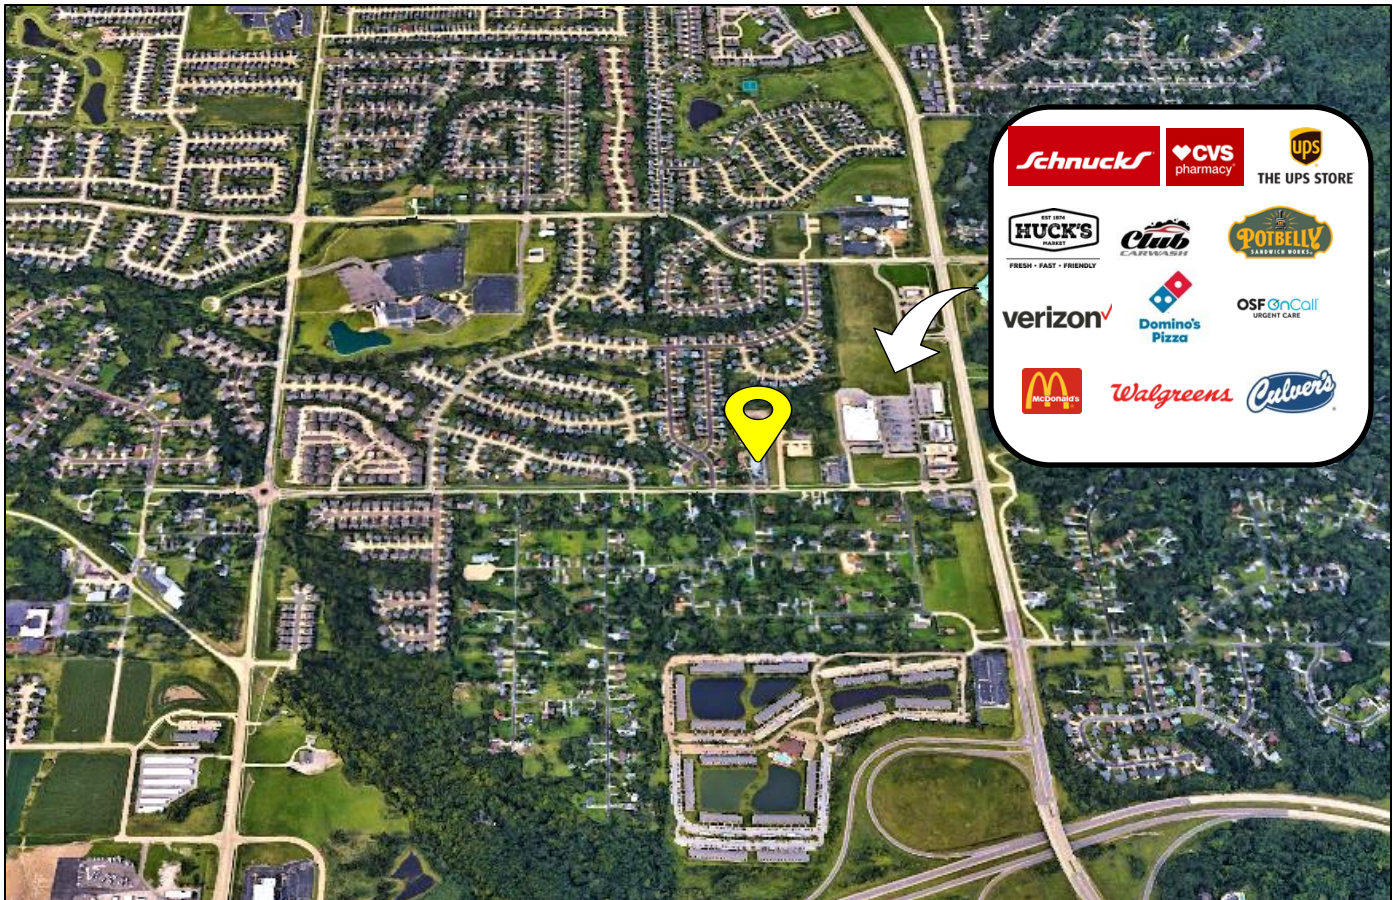 Schnucks
CVS
pharmacy®
ups
THE UPS STORE
EST 1974
HUCK'S
MARKET
FRESH • FAST • FRIENDLY
Club
CARWASH
POTBELLY
SANDWICH WORKS
verizon
Domino's
Pizza
OSF OnCall
URGENT CARE
McDonald's
Walgreens
Culver's